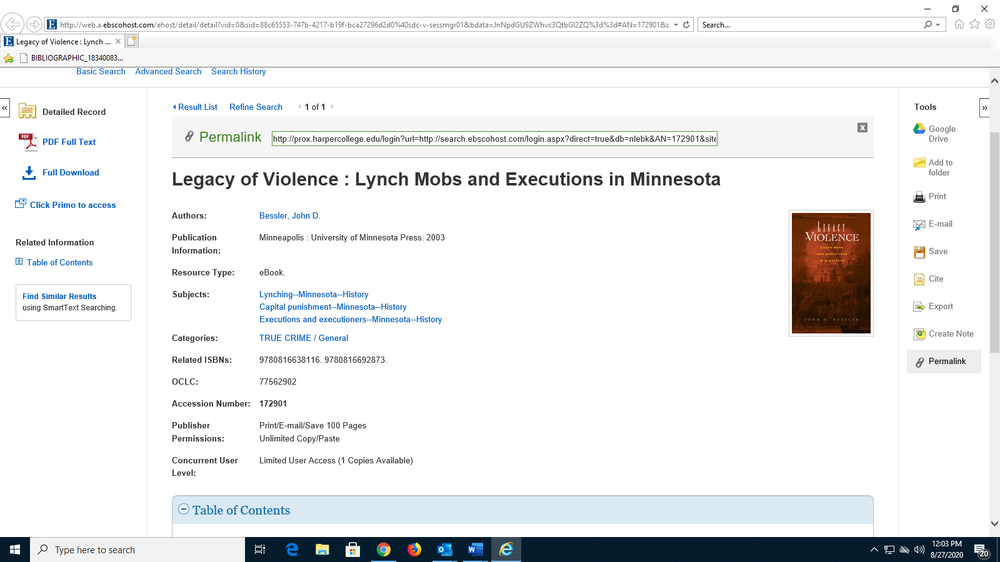 http://web.a.ebscohost.com/ehost/detail/detail?vid=0&sid=88c65553-747b-4217-b19f-bca27296d2d0%40sdc-v-sessmgr01&bdata=JnNpdGU9ZWhvc3QtbGl2ZQ%3d%3d#AN=172901&c
Search...
Legacy of Violence : Lynch ...
BIBLIOGRAPHIC_18340083...
Basic Search Advanced Search Search History
« Detailed Record
PDF
PDF Full Text
Full Download
Click Primo to access
Related Information
Table of Contents
Find Similar Results
using SmartText Searching.
Result List Refine Search 1 of 1
Permalink http://prox.harpercollege.edu/login?url=http://search.ebscohost.com/login.aspx?direct=true&db=nlebk&AN=172901&site
x
Legacy of Violence : Lynch Mobs and Executions in Minnesota
Authors: Bessler, John D.
Publication Information: Minneapolis : University of Minnesota Press. 2003
Resource Type: eBook.
Subjects: Lynching--Minnesota--History
Capital punishment--Minnesota--History
Executions and executioners--Minnesota--History
Categories: TRUE CRIME / General
Related ISBNs: 9780816638116. 9780816692873.
OCLC: 77562902
Accession Number: 172901
Publisher Permissions: Print/E-mail/Save 100 Pages
Unlimited Copy/Paste
Concurrent User Level: Limited User Access (1 Copies Available)
LEGACY
VIOLENCE
LYNCH MOBS
AND EXECUTIONS
IN MINNESOTA
JOHN D. BESSLER
Table of Contents
Tools »
Google
Drive
Add to
folder
Print
E-mail
Save
Cite
Export
Create Note
Permalink
Type here to search
12:03 PM
8/27/2020
20